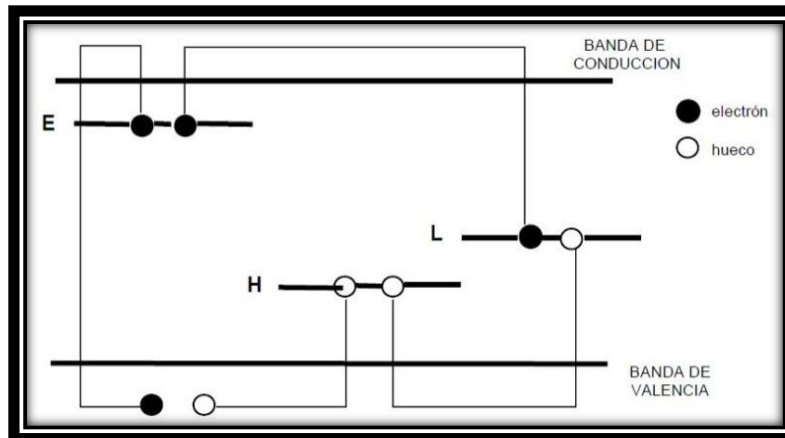 BANDA DE
CONDUCCION
E
electrón
hueco
L
H
BANDA DE
VALENCIA